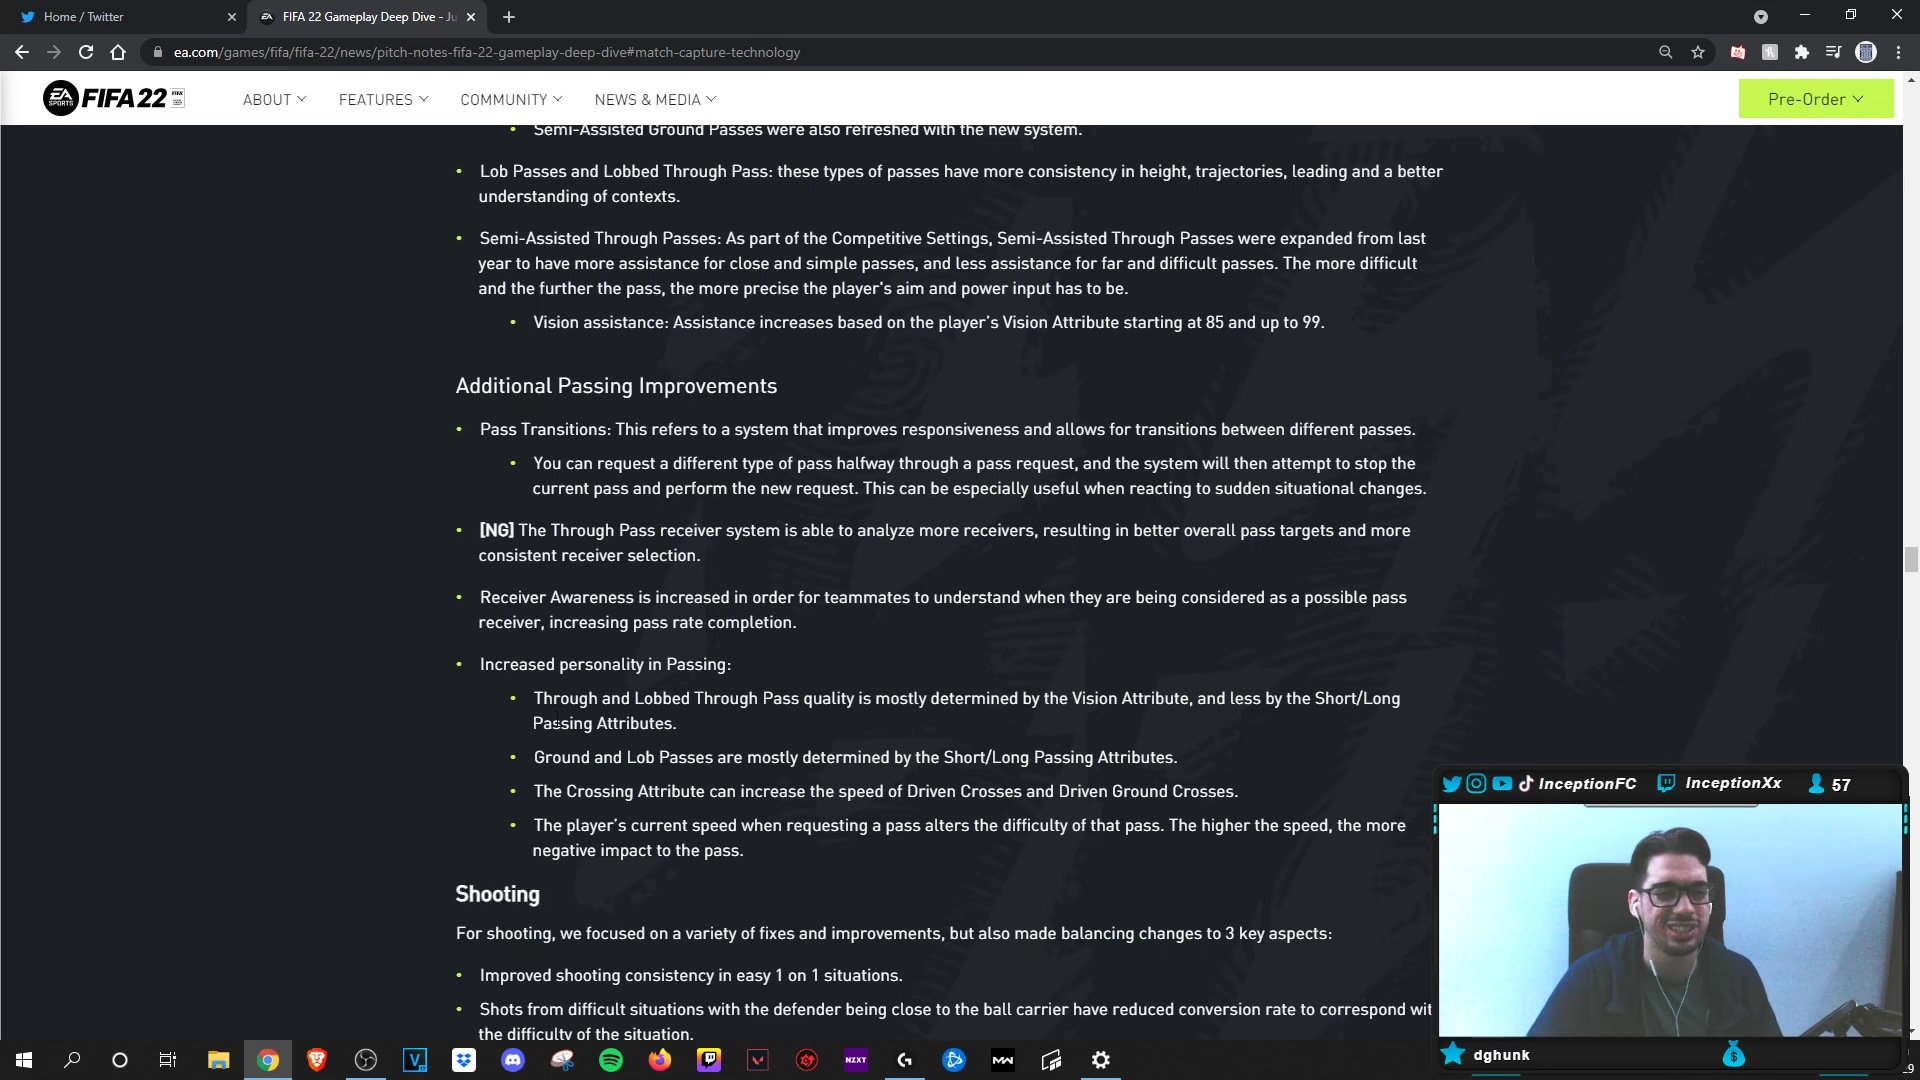 Home / Twitter
FIFA 22 Gameplay Deep Dive - Ju
ea.com/games/fifa/fifa-22/news/pitch-notes-fifa-22-gameplay-deep-dive#match-capture-technology
EA SPORTS FIFA 22
ABOUT
FEATURES
COMMUNITY
NEWS & MEDIA
Pre-Order
• Semi-Assisted Ground Passes were also refreshed with the new system.
• Lob Passes and Lobbed Through Pass: these types of passes have more consistency in height, trajectories, leading and a better
understanding of contexts.
• Semi-Assisted Through Passes: As part of the Competitive Settings, Semi-Assisted Through Passes were expanded from last
year to have more assistance for close and simple passes, and less assistance for far and difficult passes. The more difficult
and the further the pass, the more precise the player's aim and power input has to be.
• Vision assistance: Assistance increases based on the player's Vision Attribute starting at 85 and up to 99.
Additional Passing Improvements
• Pass Transitions: This refers to a system that improves responsiveness and allows for transitions between different passes.
• You can request a different type of pass halfway through a pass request, and the system will then attempt to stop the
current pass and perform the new request. This can be especially useful when reacting to sudden situational changes.
• [NG] The Through Pass receiver system is able to analyze more receivers, resulting in better overall pass targets and more
consistent receiver selection.
• Receiver Awareness is increased in order for teammates to understand when they are being considered as a possible pass
receiver, increasing pass rate completion.
• Increased personality in Passing:
• Through and Lobbed Through Pass quality is mostly determined by the Vision Attribute, and less by the Short/Long
Passing Attributes.
• Ground and Lob Passes are mostly determined by the Short/Long Passing Attributes.
• The Crossing Attribute can increase the speed of Driven Crosses and Driven Ground Crosses.
• The player's current speed when requesting a pass alters the difficulty of that pass. The higher the speed, the more
negative impact to the pass.
Shooting
For shooting, we focused on a variety of fixes and improvements, but also made balancing changes to 3 key aspects:
• Improved shooting consistency in easy 1 on 1 situations.
• Shots from difficult situations with the defender being close to the ball carrier have reduced conversion rate to correspond wit
the difficulty of the situation.
InceptionFC
InceptionXx
57
dghunk
NZXT